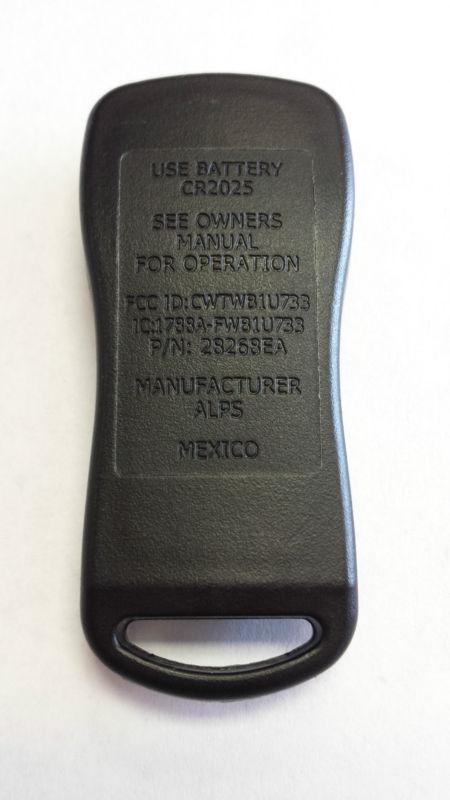 USE BATTERY
CR2025
SEE OWNERS
MANUAL
FOR OPERATION
FCC ID:CWTWB1U733
IC:1788A-FWB1U733
P/N: 28268EA
MANUFACTURER
ALPS
MEXICO